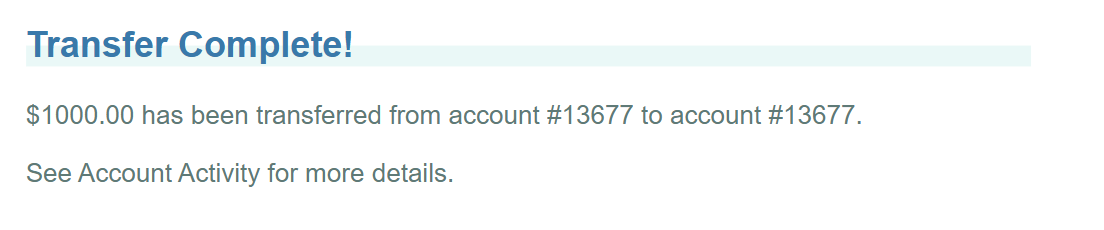 Transfer Complete!
$1000.00 has been transferred from account #13677 to account #13677.
See Account Activity for more details.